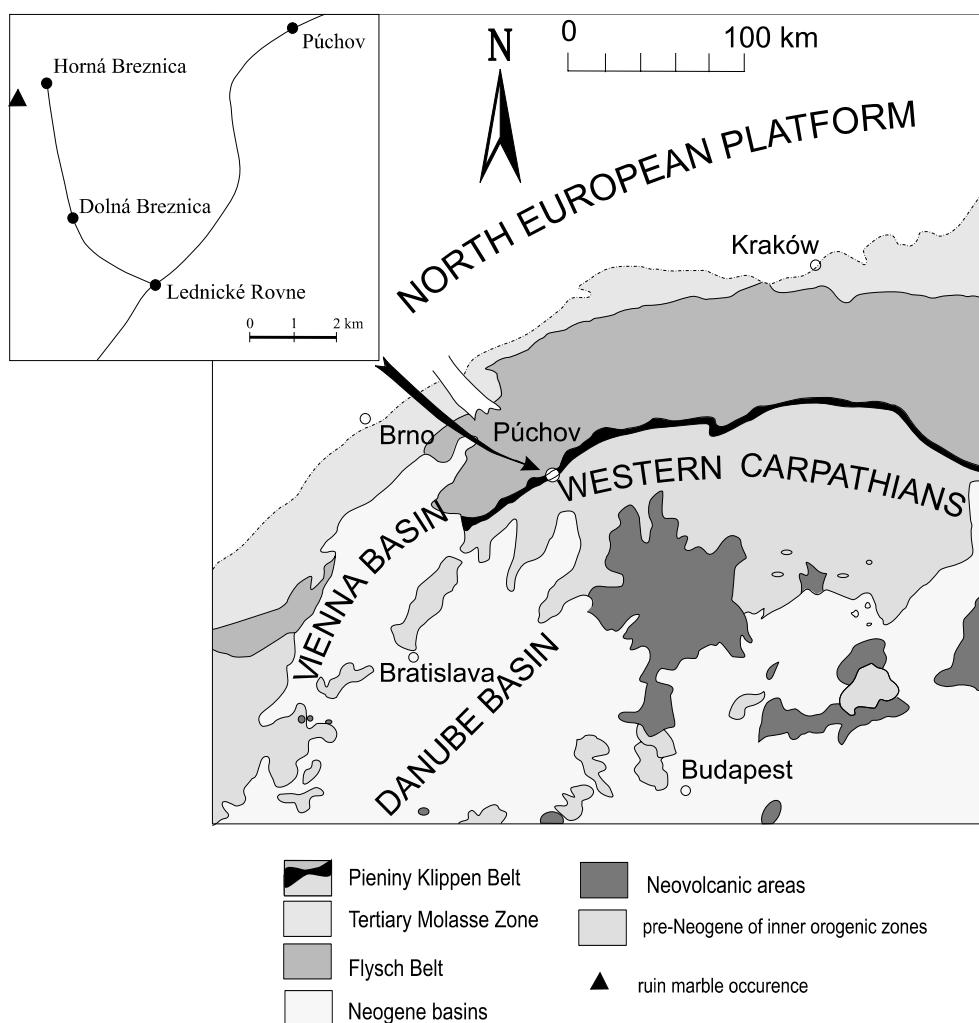 Púchov
Horná Breznica
Dolná Breznica
Lednické Rovne
0 1 2 km
N
0 100 km
NORTH EUROPEAN PLATFORM
Kraków
Brno
Púchov
WESTERN CARPATHIANS
VIENNA BASIN
Bratislava
DANUBE BASIN
Budapest
Pieniny Klippen Belt
Tertiary Molasse Zone
Flysch Belt
Neogene basins
Neovolcanic areas
pre-Neogene of inner orogenic zones
ruin marble occurence